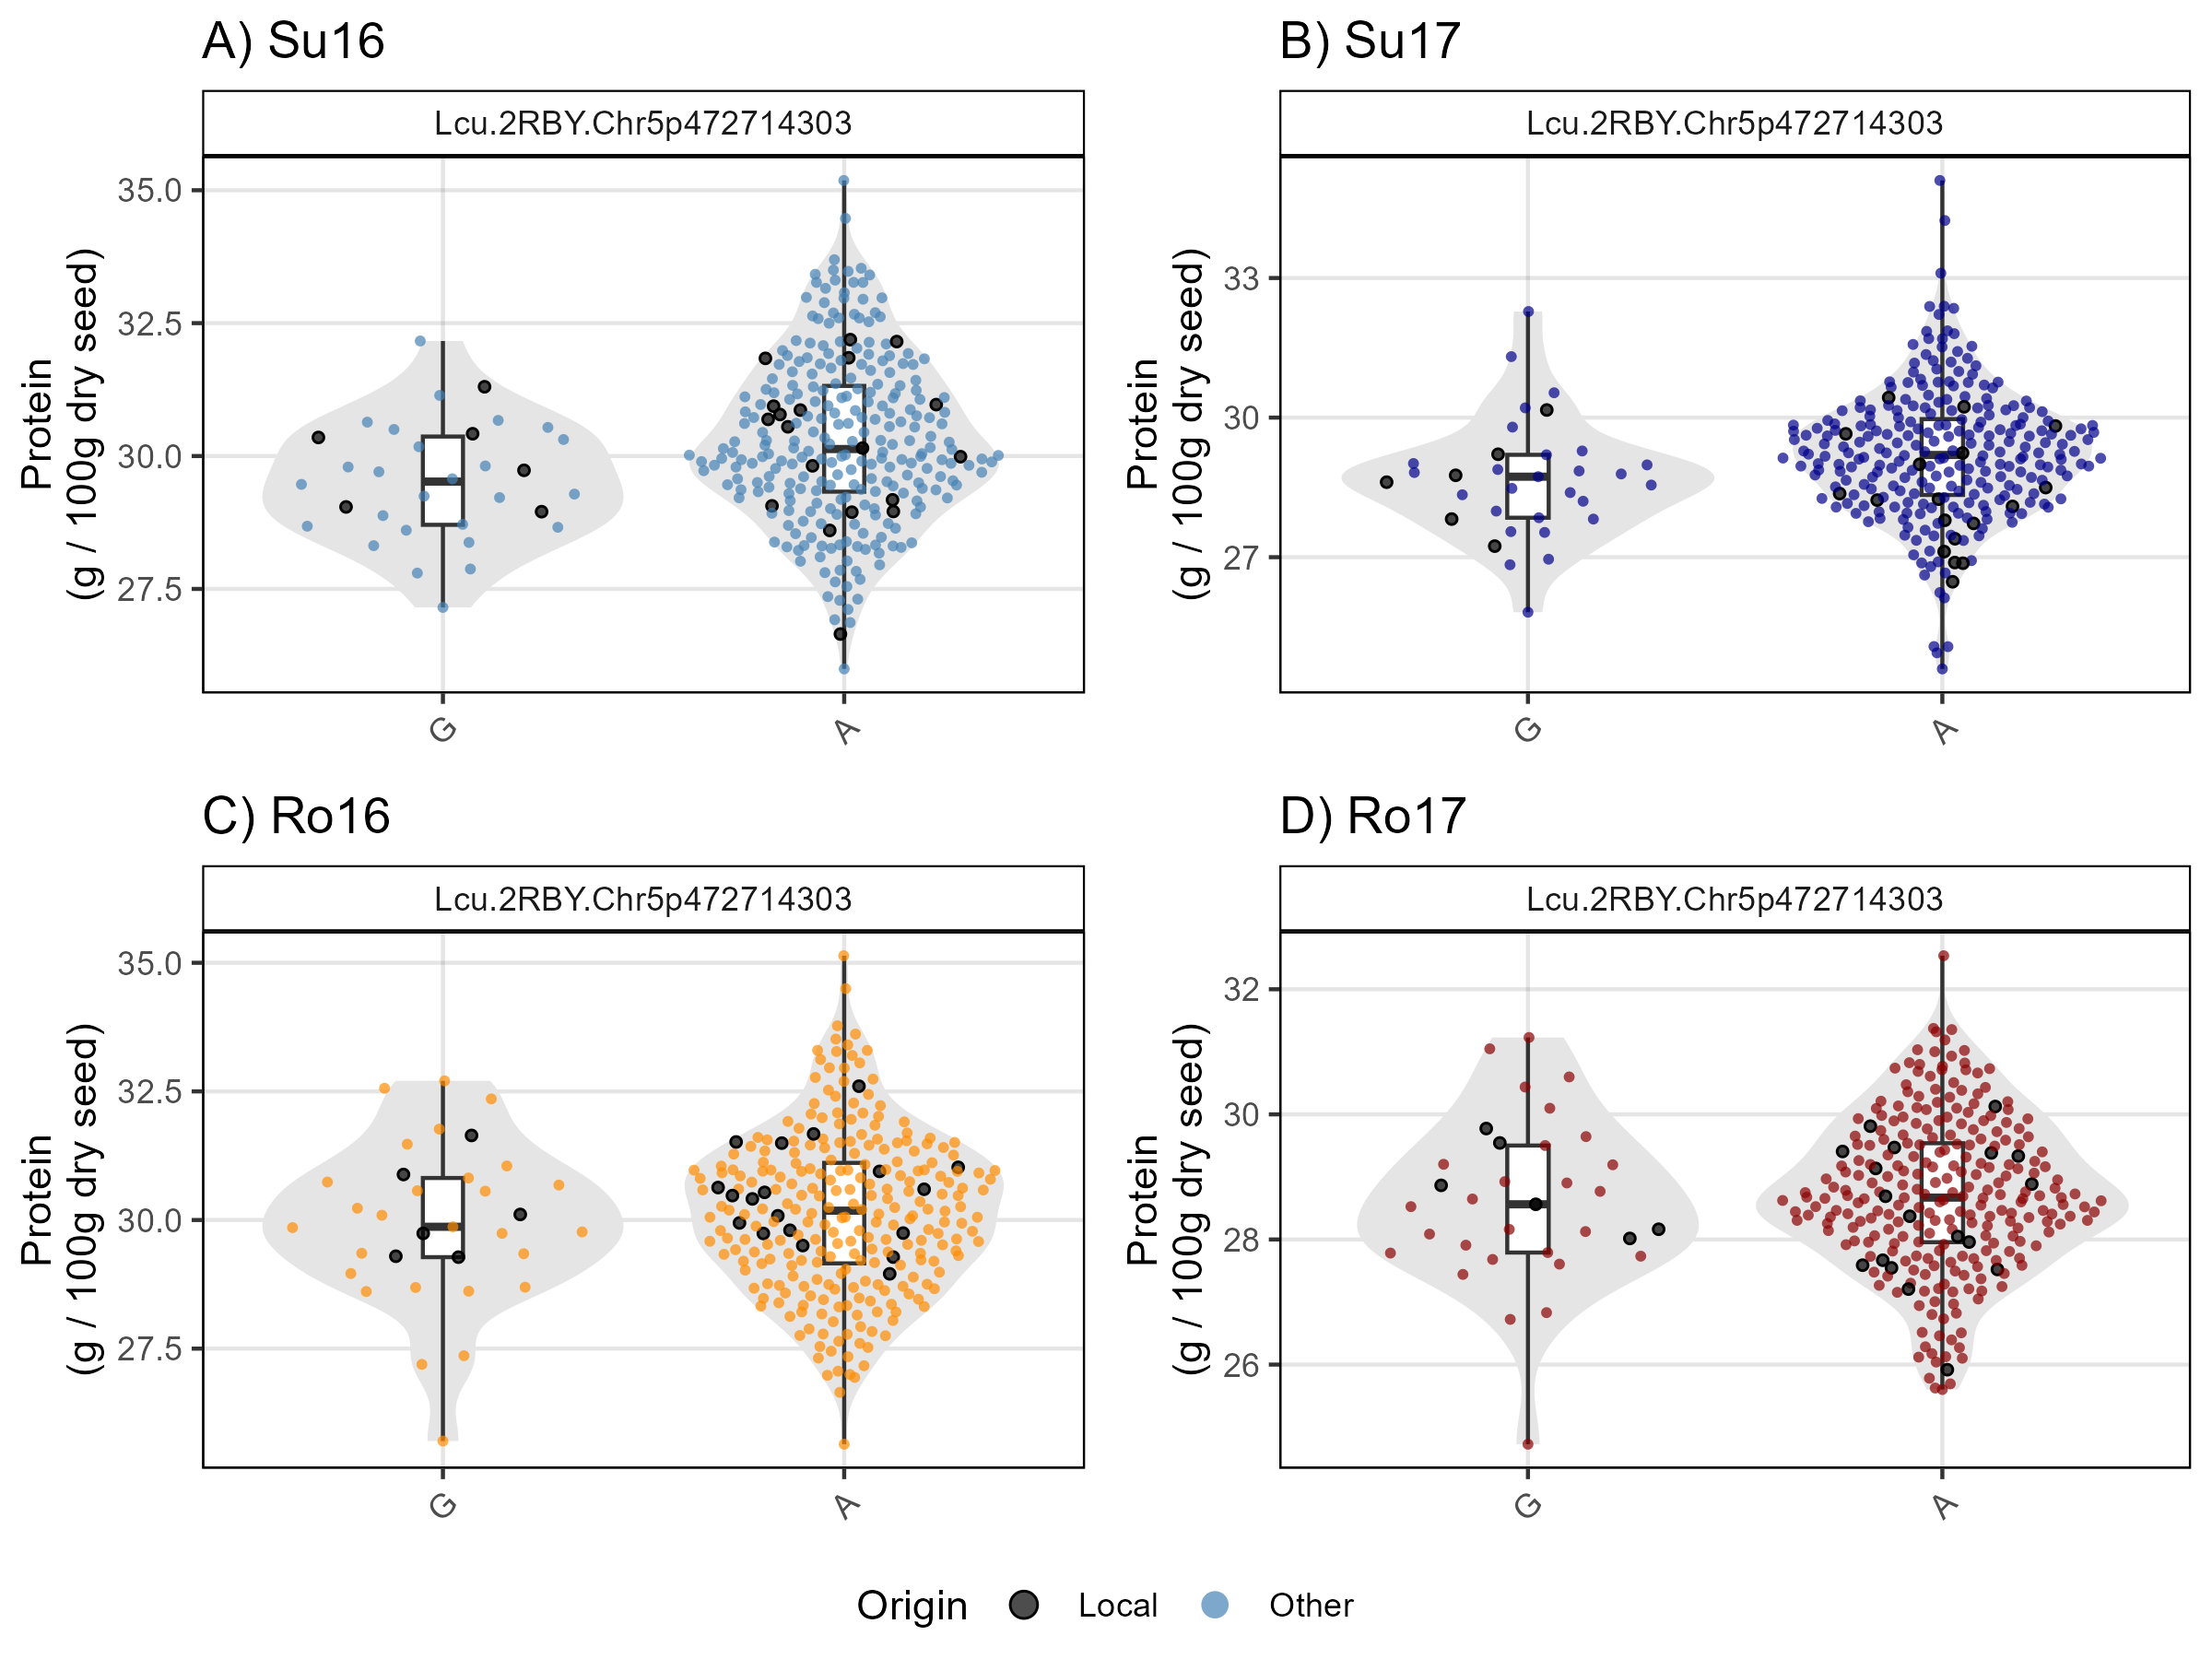 A) Su16
Lcu.2RBY.Chr5p472714303
Protein
(g / 100g dry seed)
35.0
32.5
30.0
27.5
G
A
B) Su17
Lcu.2RBY.Chr5p472714303
Protein
(g / 100g dry seed)
33
30
27
G
A
C) Ro16
Lcu.2RBY.Chr5p472714303
Protein
(g / 100g dry seed)
35.0
32.5
30.0
27.5
G
A
D) Ro17
Lcu.2RBY.Chr5p472714303
Protein
(g / 100g dry seed)
32
30
28
26
G
A
Origin Local Other